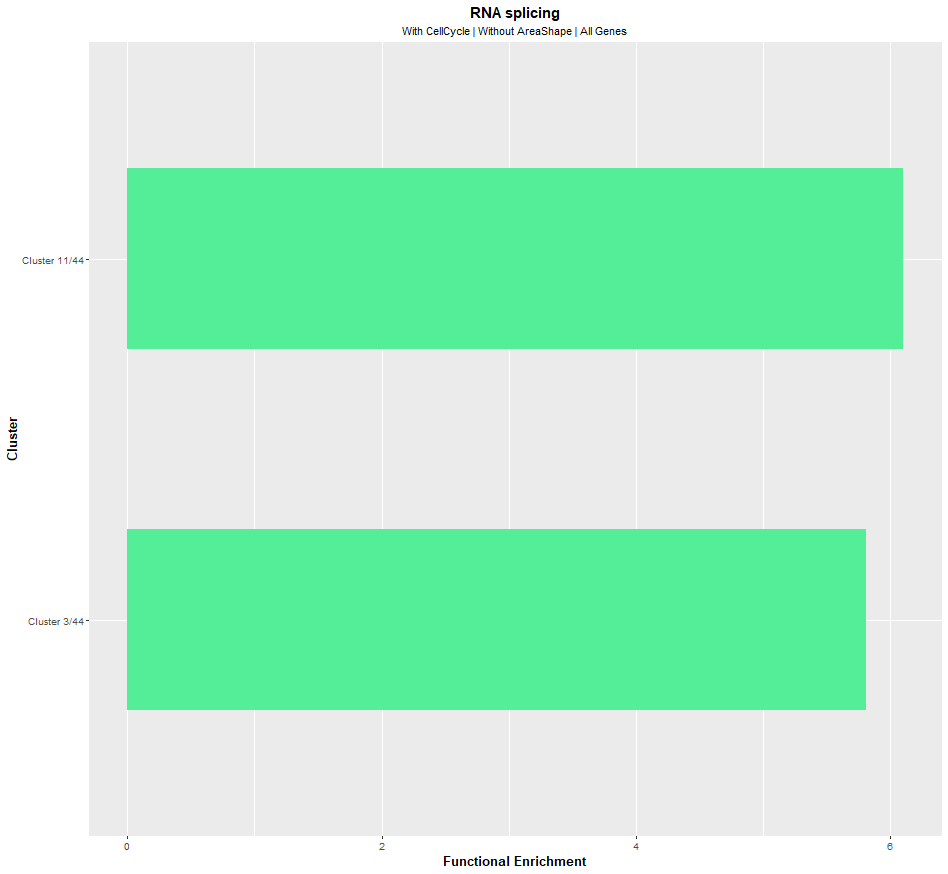 RNA splicing
With CellCycle | Without AreaShape | All Genes
Cluster
Cluster 11/44
Cluster 3/44
0 2 4 6
Functional Enrichment